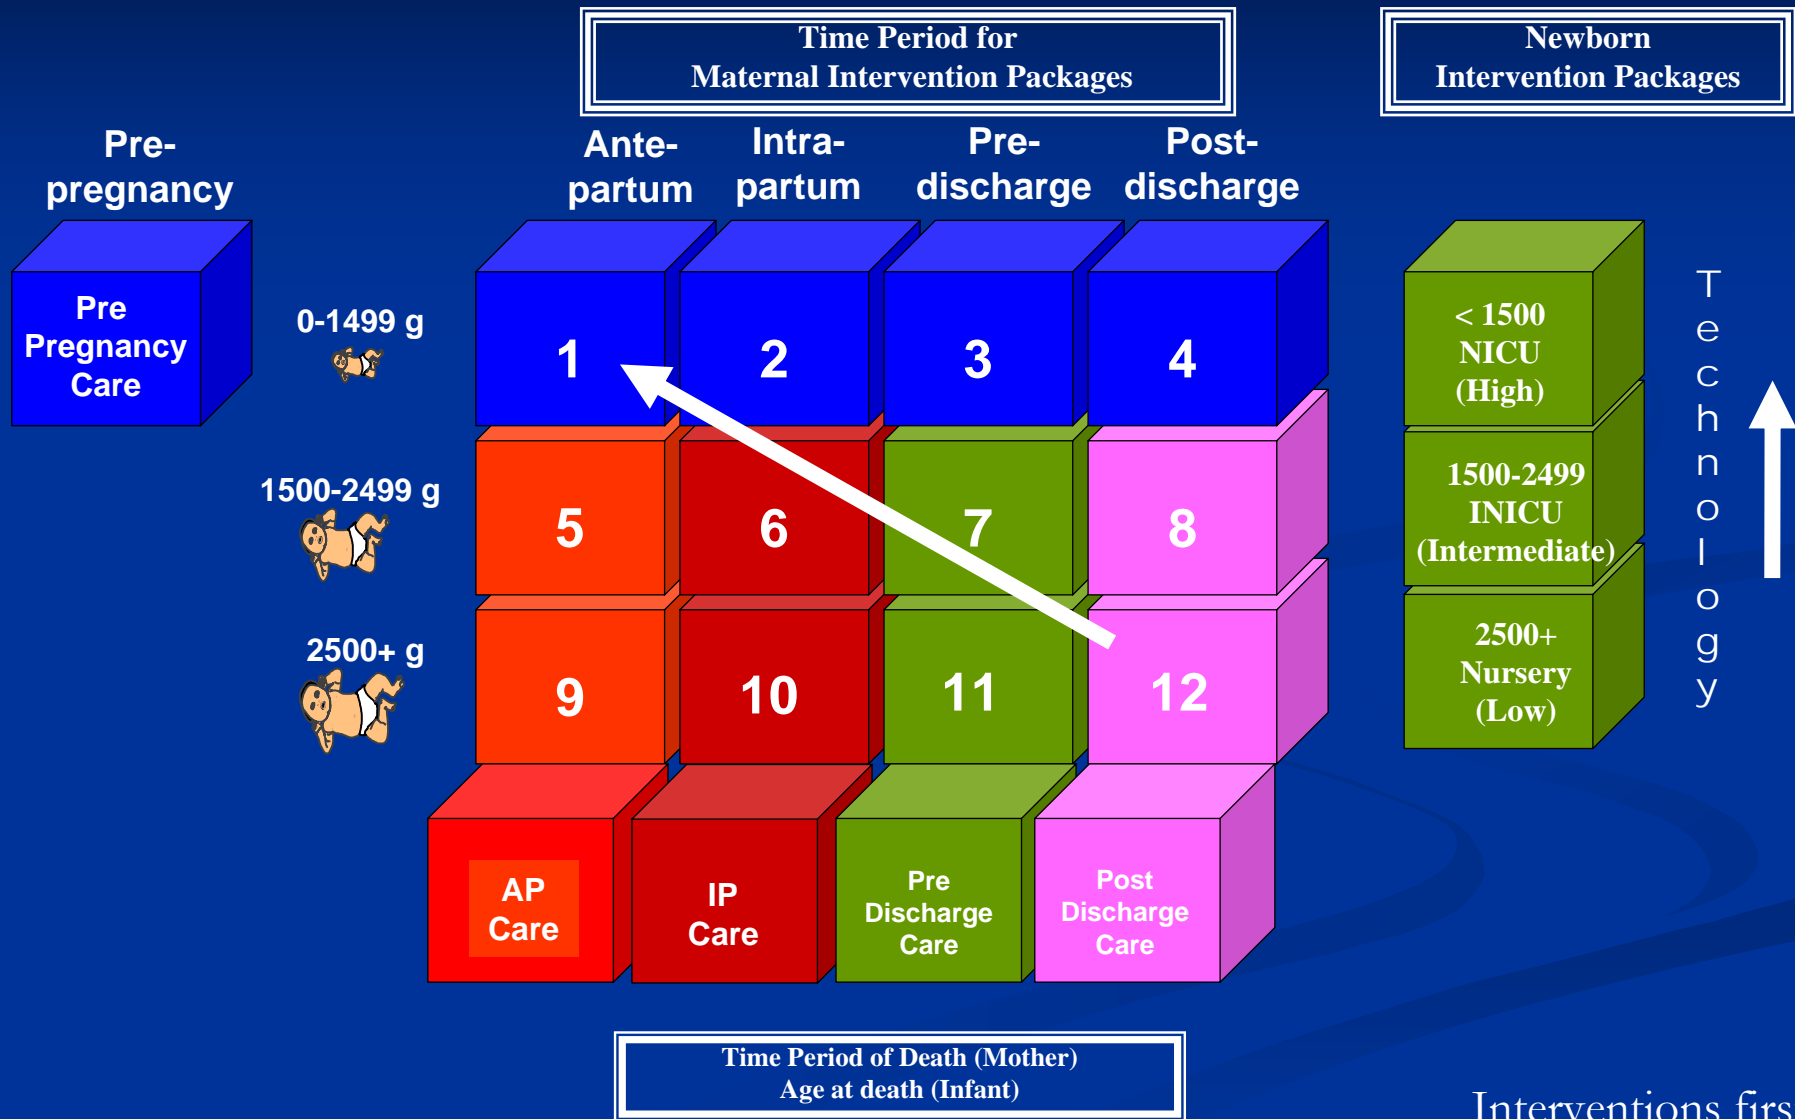 Time Period for
Maternal Intervention Packages
Newborn
Intervention Packages
Pre-
pregnancy
Ante-
partum
Intra-
partum
Pre-
discharge
Post-
discharge
Pre
Pregnancy
Care
0-1499 g
1
2
3
4
< 1500
NICU
(High)
1500-2499 g
5
6
7
8
1500-2499
INICU
(Intermediate)
2500+ g
9
10
11
12
2500+
Nursery
(Low)
Technology
AP
Care
IP
Care
Pre
Discharge
Care
Post
Discharge
Care
Time Period of Death (Mother)
Age at death (Infant)
Interventions